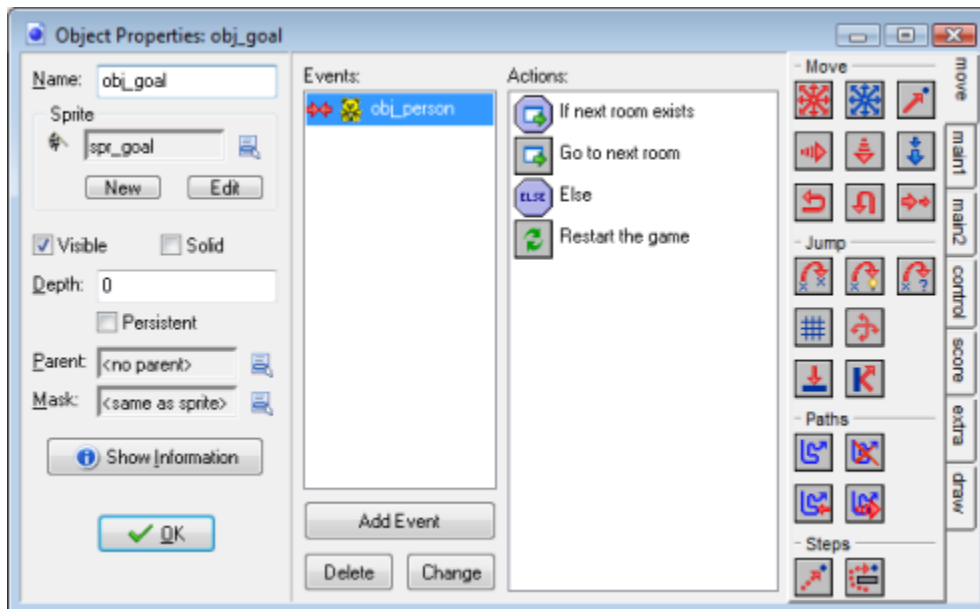 Object Properties: obj_goal
Name: obj_goal
Sprite
spr_goal
New Edit
Visible Solid
Depth: 0
Persistent
Parent: <no parent>
Mask: <same as sprite>
Show Information
OK
Events:
obj_person
Add Event
Delete Change
Actions:
If next room exists
Go to next room
ELSE Else
Restart the game
Move
Jump
Paths
Steps
move
main1
main2
control
score
extra
draw